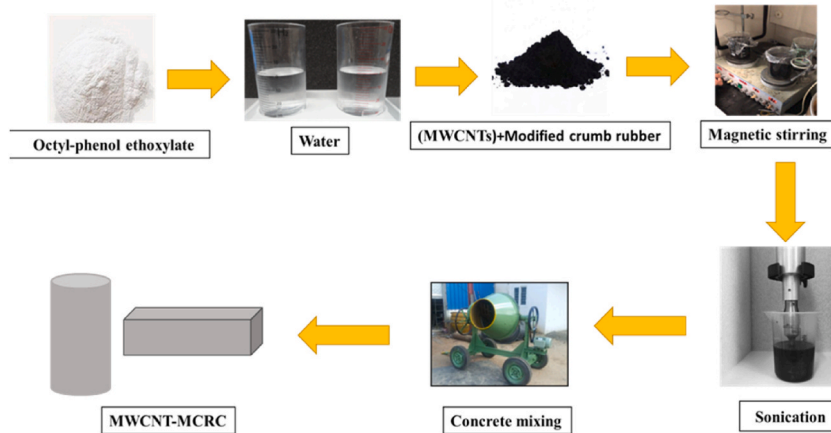 Octyl-phenol ethoxylate
Water
(MWCNTs)+Modified crumb rubber
Magnetic stirring
Sonication
Concrete mixing
MWCNT-MCRC